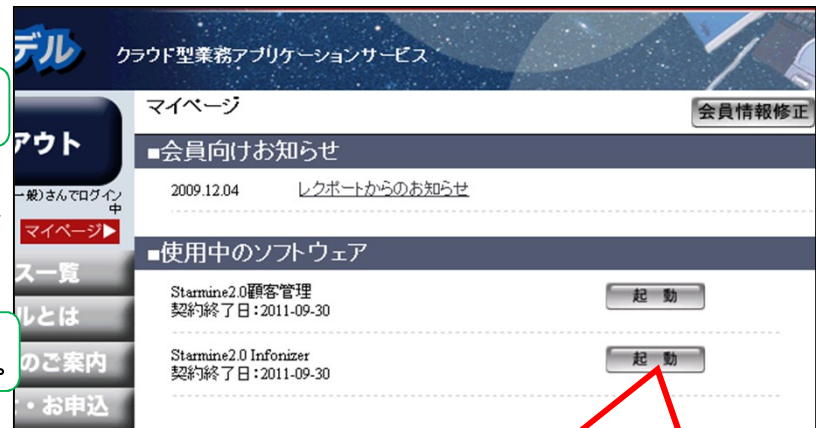 デル
クラウド型業務アプリケーションサービス
マイページ
会員情報修正
アウト
■会員向けお知らせ
2009.12.04 レクポートからのお知らせ
一般)さんでログイン
中
マイページ▶
■使用中のソフトウェア
ス一覧
Starmine2.0顧客管理
契約終了日:2011-09-30
起 動
ルとは
Starmine2.0 Infonizer
契約終了日:2011-09-30
起 動
のご案内
・お申込